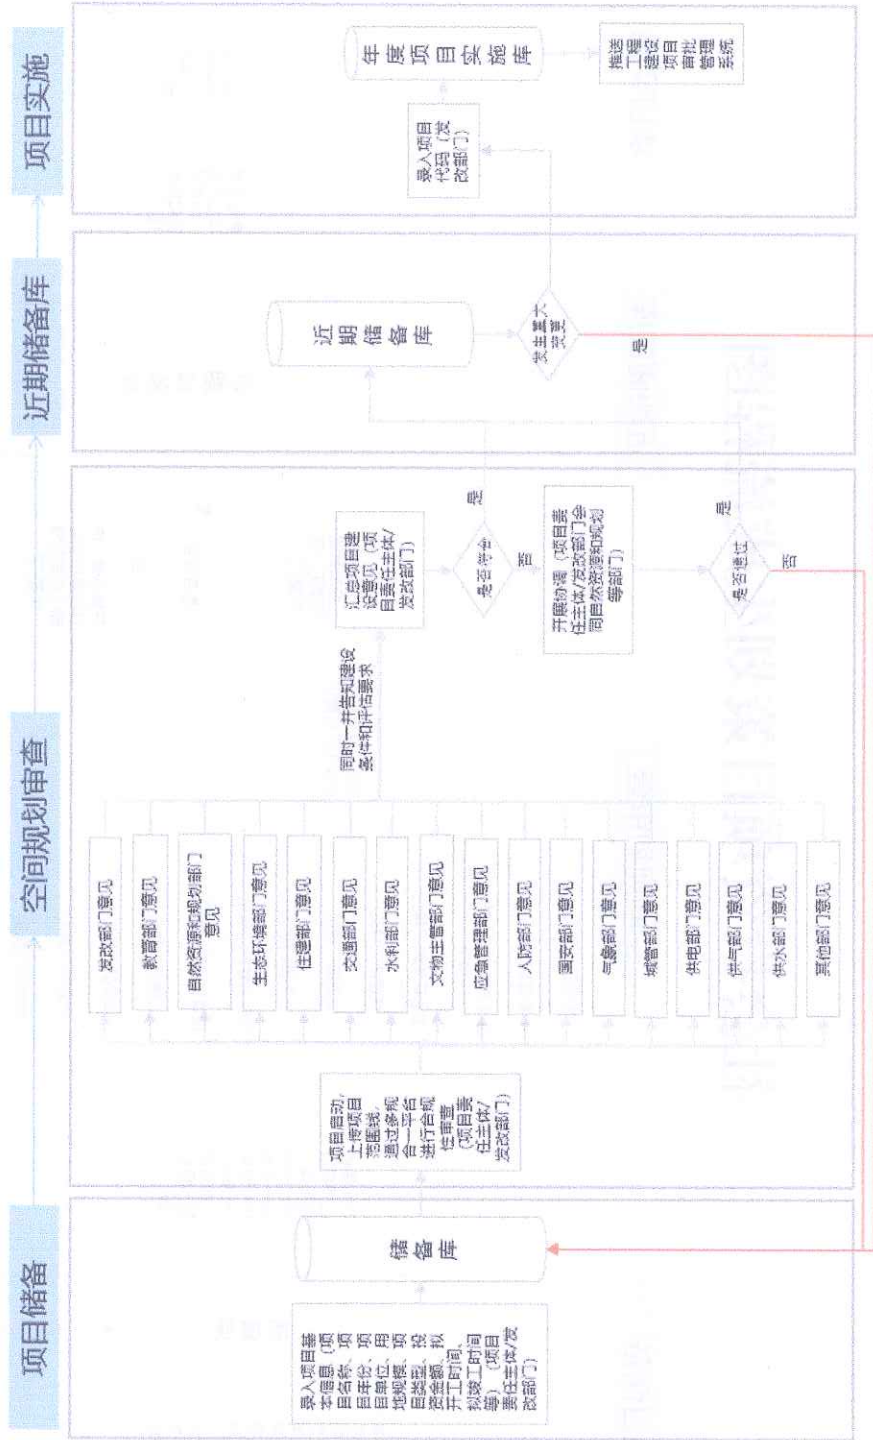 项目储备
空间规划审查
近期储备库
项目实施
录入项目基
本信息（项
目名称、项
目年份、项
目单位、用
地规模、项
目类型、投
资金额、拟
开工时间、
拟竣工时间
等）（项目
责任主体/发
改部门）
储
备
库
项目启动，
上传项目
范围线，
通过多规
合一平台
进行合规
性审查
（项目责
任主体/
发改部门）
发改部门意见
教育部门意见
自然资源和规划部门
意见
生态环境部门意见
住建部门意见
交通部门意见
水利部门意见
文物主管部门意见
应急管理部门意见
人防部门意见
国安部门意见
气象部门意见
城管部门意见
供电部门意见
供气部门意见
供水部门意见
其他部门意见
同时一并告知建设
条件和评估要求
汇总项目建
设意见（项
目责任主体/
发改部门）
是否符合
是
否
开展协调（项目责
任主体/发改部门会
同自然资源和规划
等部门）
是否通过
是
否
近
期
储
备
库
发生重大
变更
是
录入项目
代码（发
改部门）
年
度
项
目
实
施
库
推送
工程
建设
项目
审批
管理
系统